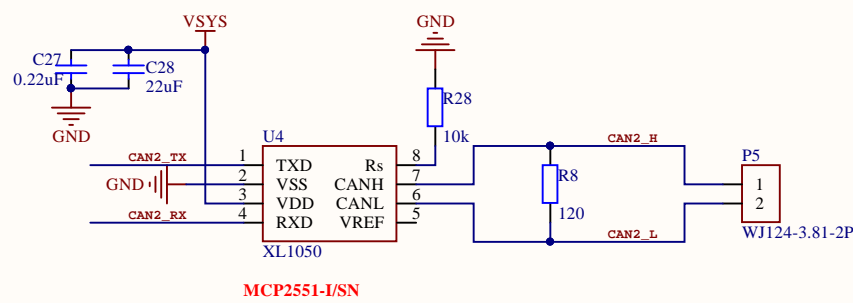 VSYS
GND
C27
0.22uF
C28
22uF
GND
R28
10k
U4
CAN2_TX
1
TXD
Rs
8
GND
2
VSS
CANH
7
3
VDD
CANL
6
CAN2_RX
4
RXD
VREF
5
XL1050
MCP2551-I/SN
CAN2_H
R8
120
CAN2_L
P5
1
2
WJ124-3.81-2P